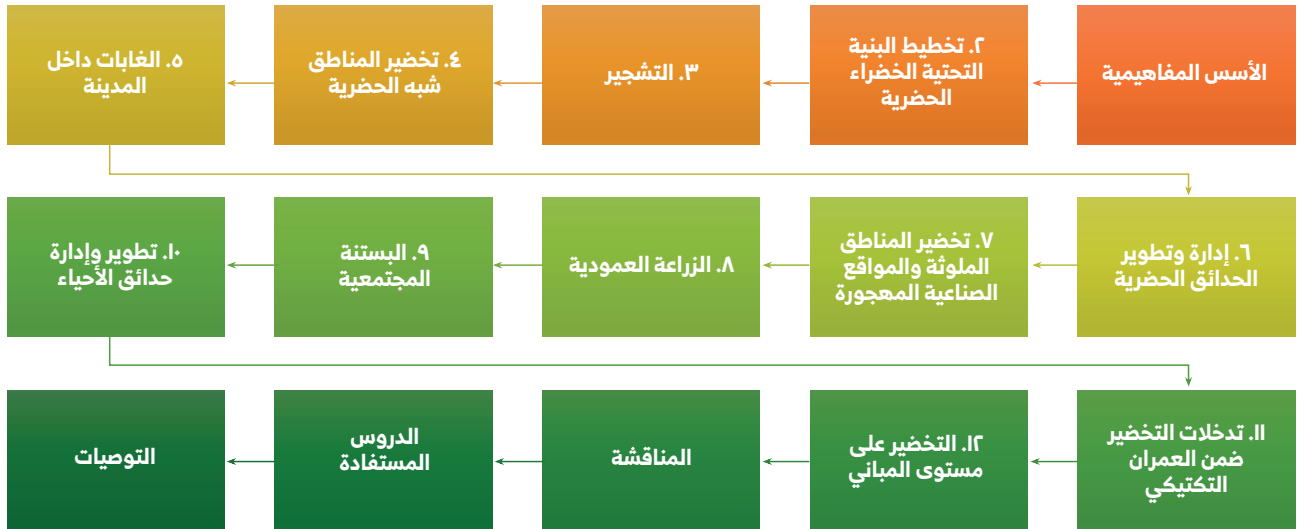 الأسس المفاهيمية
٢. تخطيط البنية
التحتية الخضراء
الحضرية
٣. التشجير
٤. تخضير المناطق
شبه الحضرية
٥. الغابات داخل
المدينة
٦. إدارة وتطوير
الحدائق الحضرية
٧. تخضير المناطق
الملوثة والمواقع
الصناعية المهجورة
٨. الزراعة العمودية
٩. البستنة
المجتمعية
١٠. تطوير وإدارة
حدائق الأحياء
١١. تدخلات التخضير
ضمن العمران
التكتيكي
١٢. التخضير على
مستوى المباني
المناقشة
الدروس
المستفادة
التوصيات